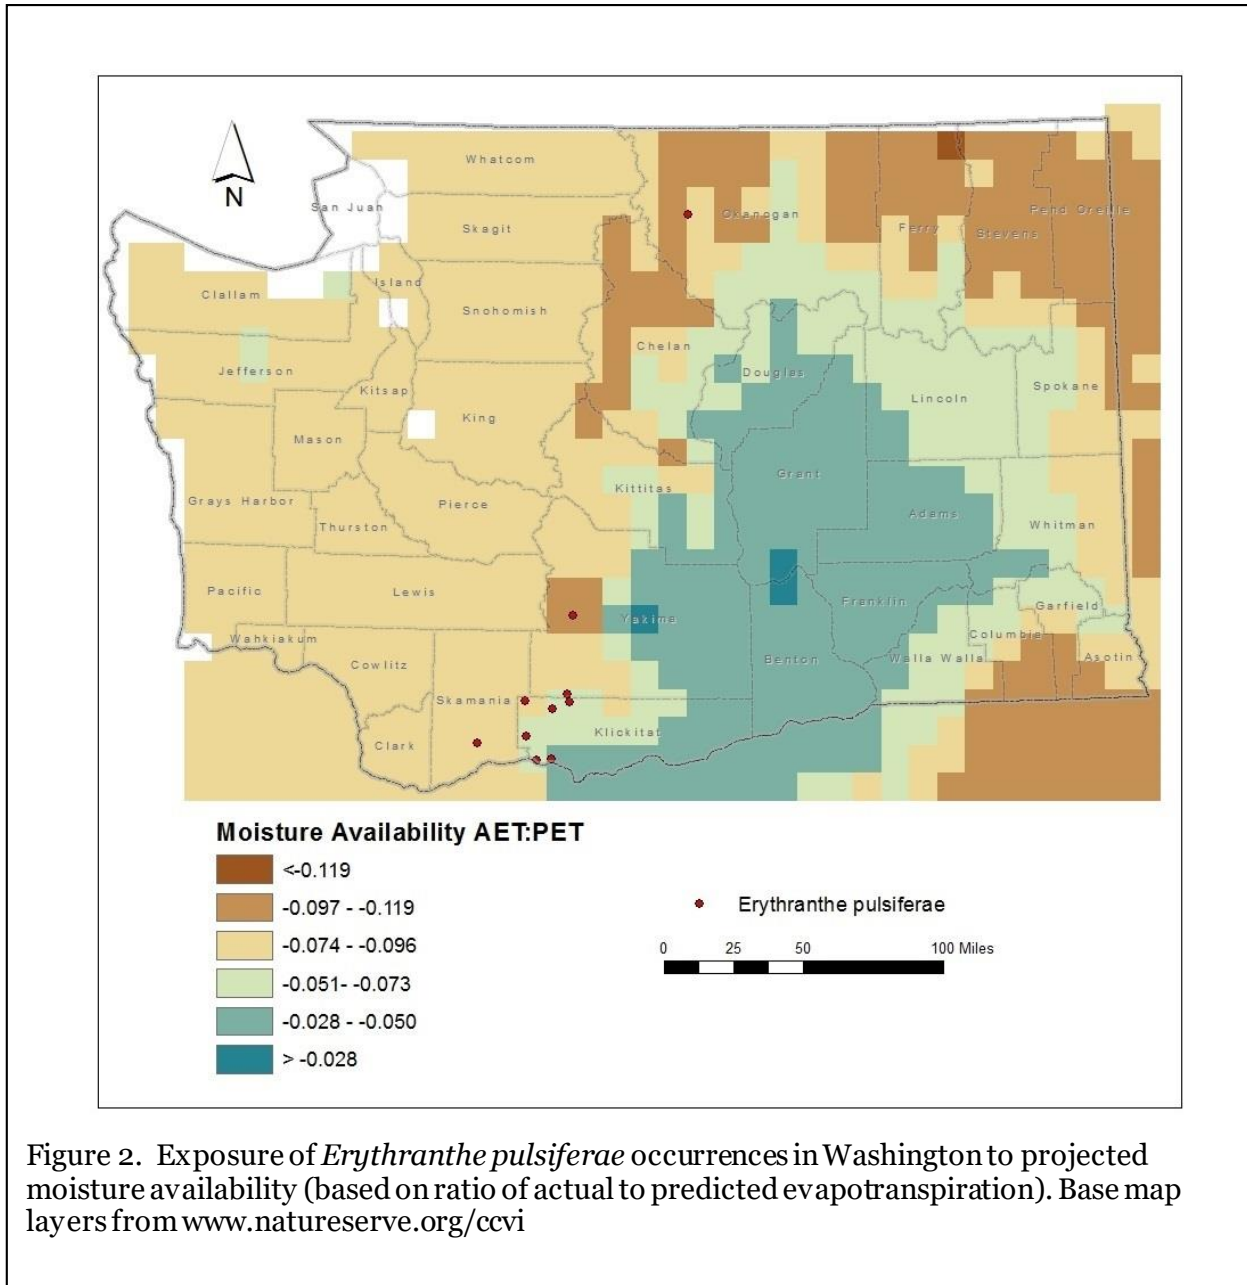 N
Whatcom
San Juan
Skagit
Okanogan
Ferry
Stevens
Pend Oreille
Clallam
Island
Snohomish
Chelan
Jefferson
Kitsap
King
Douglas
Lincoln
Spokane
Mason
Grays Harbor
Thurston
Pierce
Kittitas
Grant
Adams
Whitman
Pacific
Lewis
Yakima
Franklin
Garfield
Wahkiakum
Cowlitz
Skamania
Benton
Walla Walla
Columbia
Asotin
Clark
Klickitat
Moisture Availability AET:PET
<-0.119
-0.097 - -0.119
-0.074 - -0.096
-0.051- -0.073
-0.028 - -0.050
> -0.028
Erythranthe pulsiferae
0 25 50 100 Miles
Figure 2. Exposure of Erythranthe pulsiferae occurrences in Washington to projected
moisture availability (based on ratio of actual to predicted evapotranspiration). Base map
layers from www.natureserve.org/ccvi